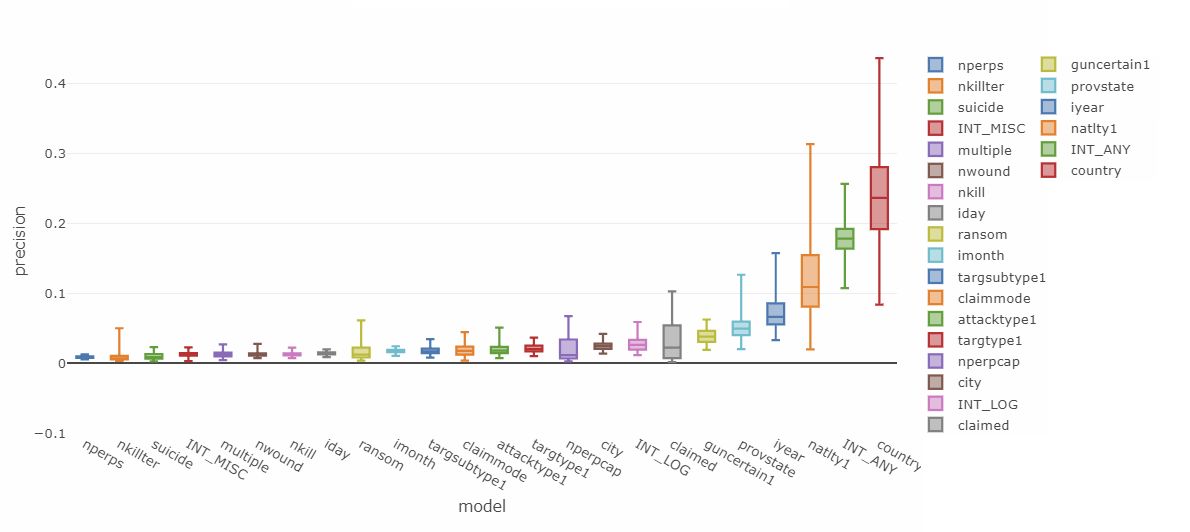 0.4
0.3
0.2
0.1
0
−0.1
precision
nperps
nkillter
suicide
INT_MISC
multiple
nwound
nkill
iday
ransom
imonth
targsubtype1
claimmode
attacktype1
targtype1
nperpcap
city
INT_LOG
claimed
guncertain1
provstate
iyear
natlty1
INT_ANY
country
model
nperps
nkillter
suicide
INT_MISC
multiple
nwound
nkill
iday
ransom
imonth
targsubtype1
claimmode
attacktype1
targtype1
nperpcap
city
INT_LOG
claimed
guncertain1
provstate
iyear
natlty1
INT_ANY
country